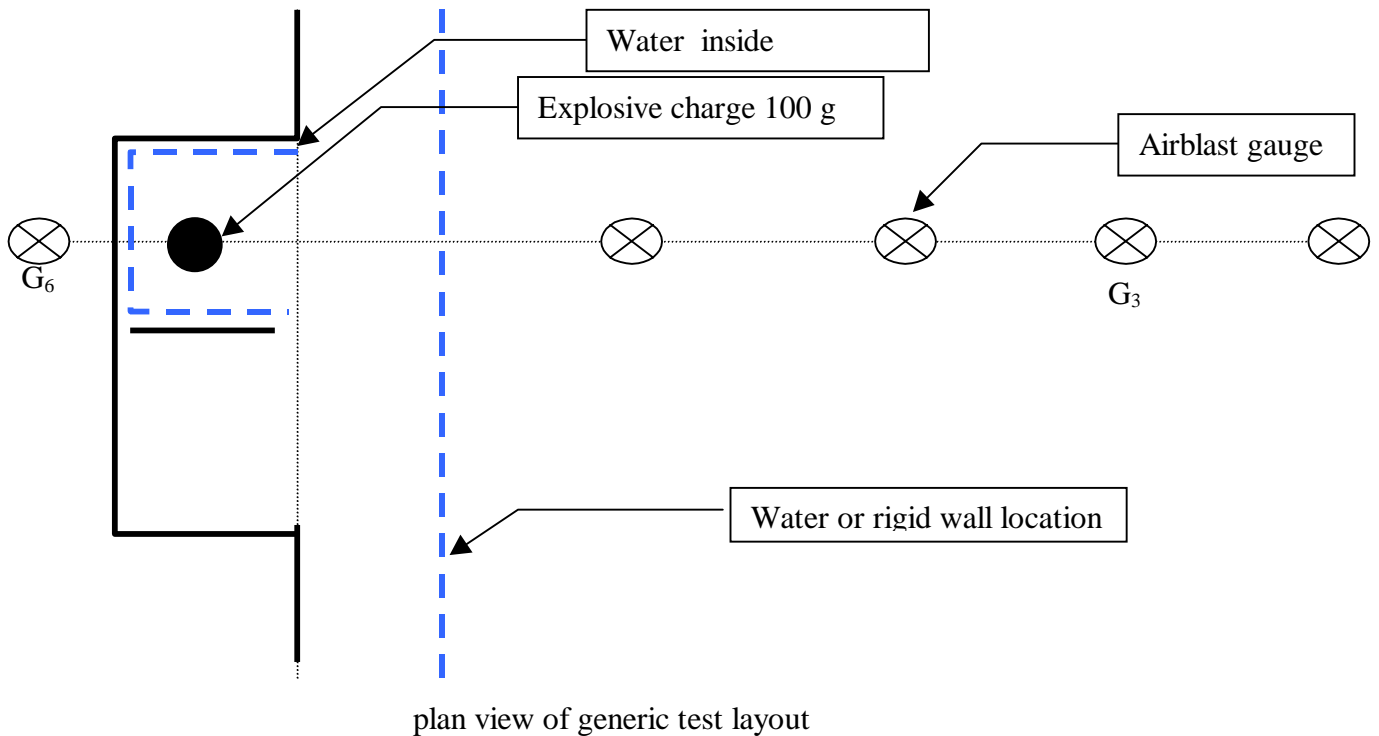 Water inside
Explosive charge 100 g
Airblast gauge
G₆
G₃
Water or rigid wall location
plan view of generic test layout